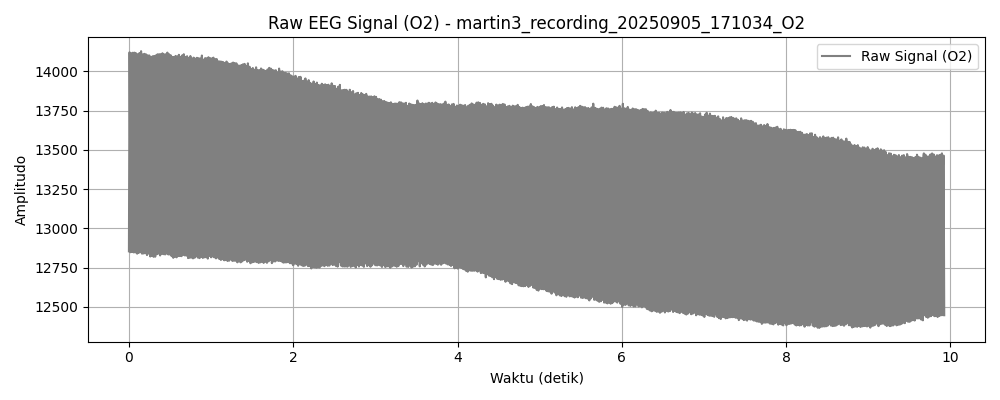 Raw EEG Signal (O2) - martin3_recording_20250905_171034_O2
Raw Signal (O2)
Amplitudo
14000
13750
13500
13250
13000
12750
12500
0 2 4 6 8 10
Waktu (detik)